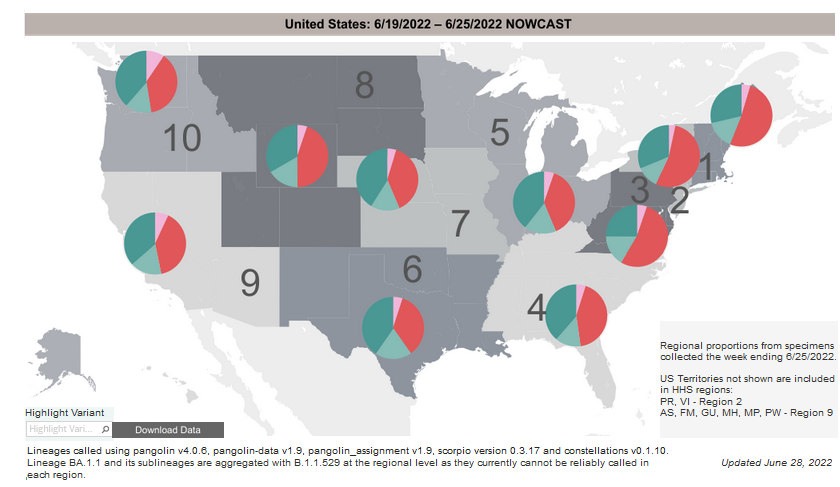 United States: 6/19/2022 – 6/25/2022 NOWCAST
8
10
5
1
3
2
7
6
9
4
Regional proportions from specimens
collected the week ending 6/25/2022.
US Territories not shown are included
in HHS regions:
PR, VI - Region 2
AS, FM, GU, MH, MP, PW - Region 9
Highlight Variant
Highlight Vari...
Download Data
Lineages called using pangolin v4.0.6, pangolin-data v1.9, pangolin_assignment v1.9, scorpio version 0.3.17 and constellations v0.1.10.
Lineage BA.1.1 and its sublineages are aggregated with B.1.1.529 at the regional level as they currently cannot be reliably called in
each region.
Updated June 28, 2022